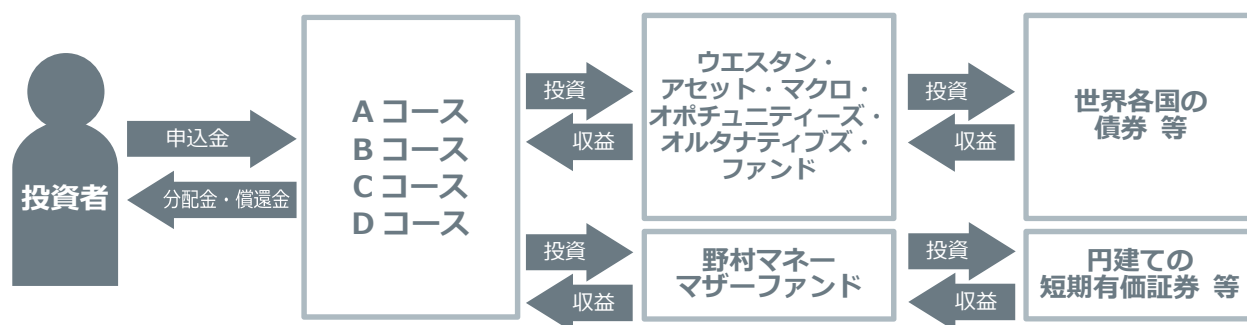 投資者
申込金
分配金・償還金
A コース
B コース
C コース
D コース
投資
収益
ウエスタン・
アセット・マクロ・
オポチュニティーズ・
オルタナティブズ・
ファンド
投資
収益
世界各国の
債券 等
投資
収益
野村マネー
マザーファンド
投資
収益
円建ての
短期有価証券 等